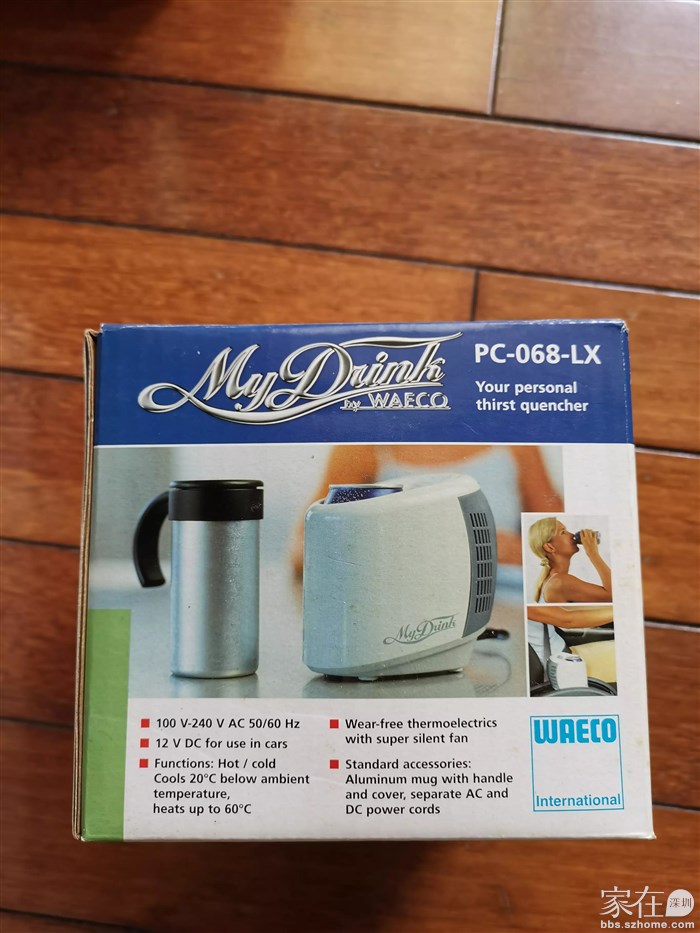 My Drink
by WAECO
PC-068-LX
Your personal
thirst quencher
My Drink
■ 100 V-240 V AC 50/60 Hz
■ 12 V DC for use in cars
■ Functions: Hot / cold
Cools 20°C below ambient
temperature,
heats up to 60°C
■ Wear-free thermoelectrics
with super silent fan
■ Standard accessories:
Aluminum mug with handle
and cover, separate AC and
DC power cords
WAECO
International
家在深圳
bbs.szhome.com